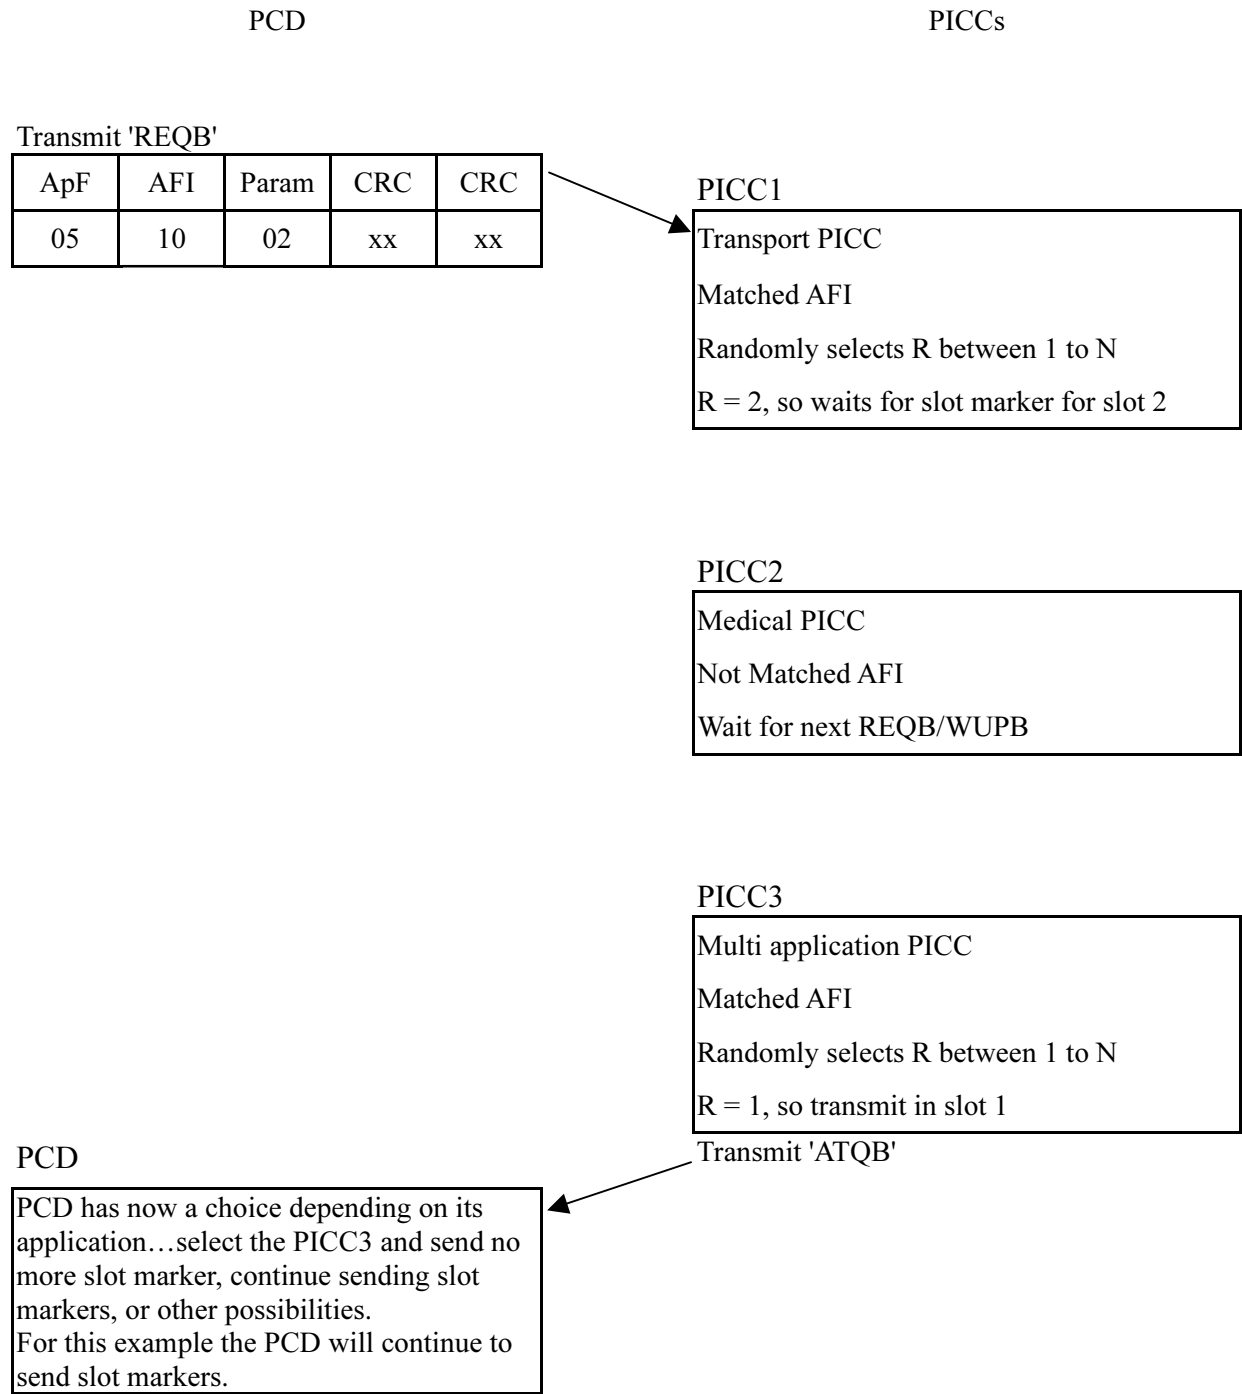 PCD PICCs
Transmit 'REQB'
ApF AFI Param CRC CRC
05 10 02 xx xx
PICC1
Transport PICC
Matched AFI
Randomly selects R between 1 to N
R = 2, so waits for slot marker for slot 2
PICC2
Medical PICC
Not Matched AFI
Wait for next REQB/WUPB
PICC3
Multi application PICC
Matched AFI
Randomly selects R between 1 to N
R = 1, so transmit in slot 1
Transmit 'ATQB'
PCD
PCD has now a choice depending on its
application…select the PICC3 and send no
more slot marker, continue sending slot
markers, or other possibilities.
For this example the PCD will continue to
send slot markers.